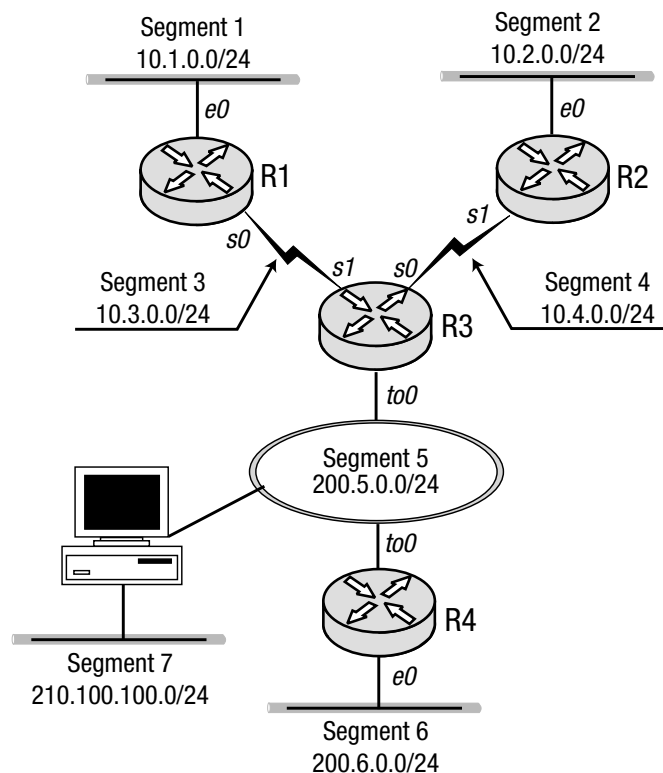 Segment 1
10.1.0.0/24
Segment 2
10.2.0.0/24
e0
e0
R1
R2
s0
s1
Segment 3
10.3.0.0/24
s1
s0
Segment 4
10.4.0.0/24
R3
to0
Segment 5
200.5.0.0/24
to0
R4
Segment 7
210.100.100.0/24
e0
Segment 6
200.6.0.0/24